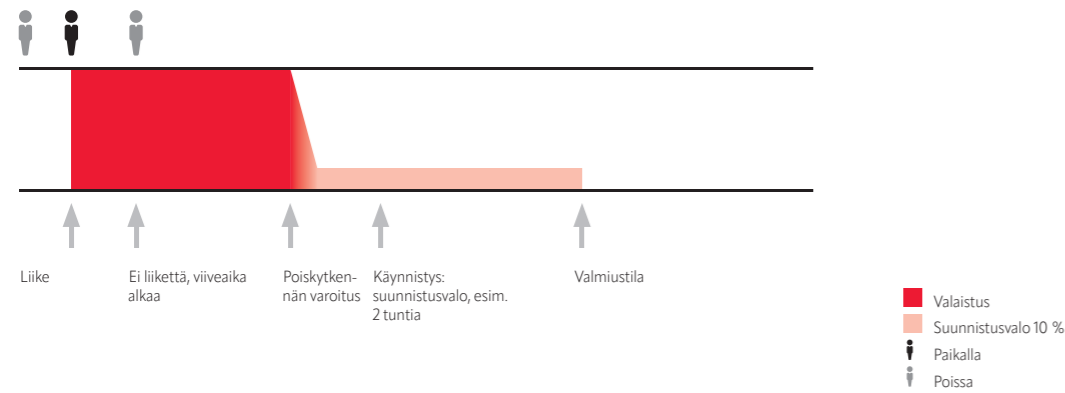 Liike
Ei liikettä, viiveaika
alkaa
Poiskytken-
nän varoitus
Käynnistys:
suunnistusvalo, esim.
2 tuntia
Valmiustila
Valaistus
Suunnistusvalo 10 %
Paikalla
Poissa